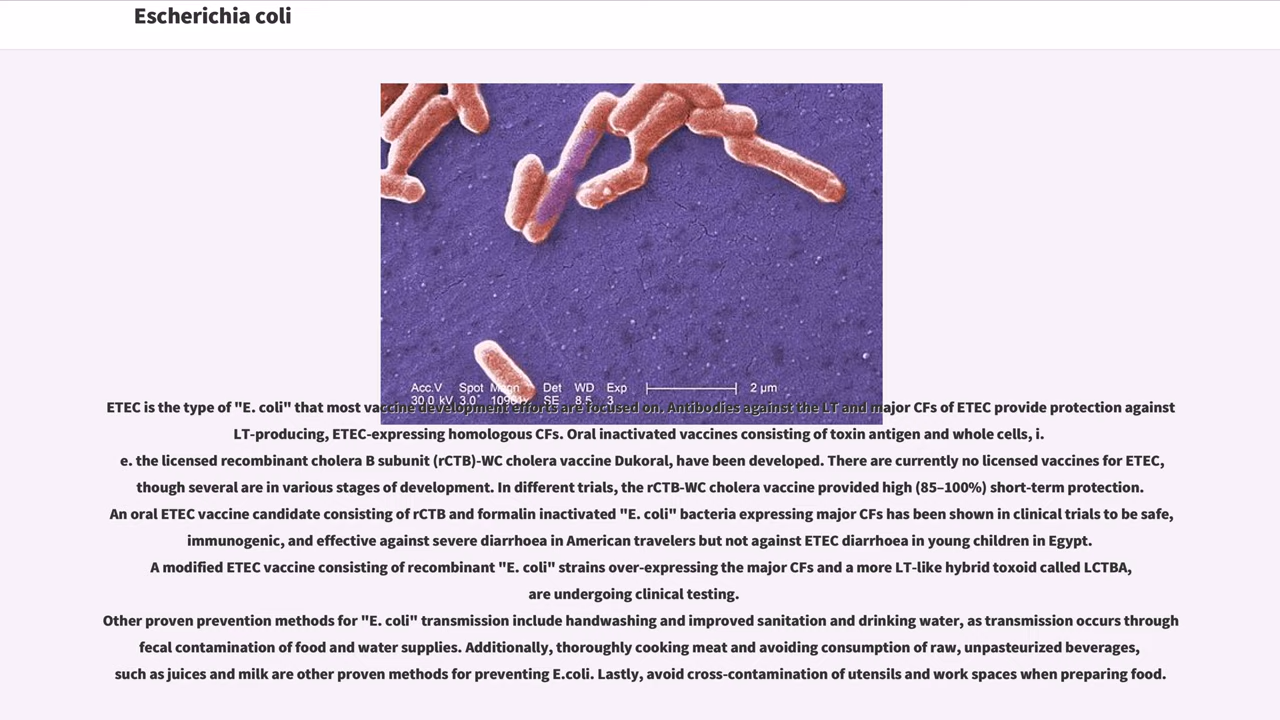 Escherichia coli
Acc.V Spot Magn Det WD Exp 2 µm
30.0 kV 3.0 SE 8.5 3
ETEC is the type of "E. coli" that most vaccine development efforts are focused on. Antibodies against the LT and major CFs of ETEC provide protection against
LT-producing, ETEC-expressing homologous CFs. Oral inactivated vaccines consisting of toxin antigen and whole cells, i.
e. the licensed recombinant cholera B subunit (rCTB)-WC cholera vaccine Dukoral, have been developed. There are currently no licensed vaccines for ETEC,
though several are in various stages of development. In different trials, the rCTB-WC cholera vaccine provided high (85–100%) short-term protection.
An oral ETEC vaccine candidate consisting of rCTB and formalin inactivated "E. coli" bacteria expressing major CFs has been shown in clinical trials to be safe,
immunogenic, and effective against severe diarrhoea in American travelers but not against ETEC diarrhoea in young children in Egypt.
A modified ETEC vaccine consisting of recombinant "E. coli" strains over-expressing the major CFs and a more LT-like hybrid toxoid called LCTBA,
are undergoing clinical testing.
Other proven prevention methods for "E. coli" transmission include handwashing and improved sanitation and drinking water, as transmission occurs through
fecal contamination of food and water supplies. Additionally, thoroughly cooking meat and avoiding consumption of raw, unpasteurized beverages,
such as juices and milk are other proven methods for preventing E.coli. Lastly, avoid cross-contamination of utensils and work spaces when preparing food.